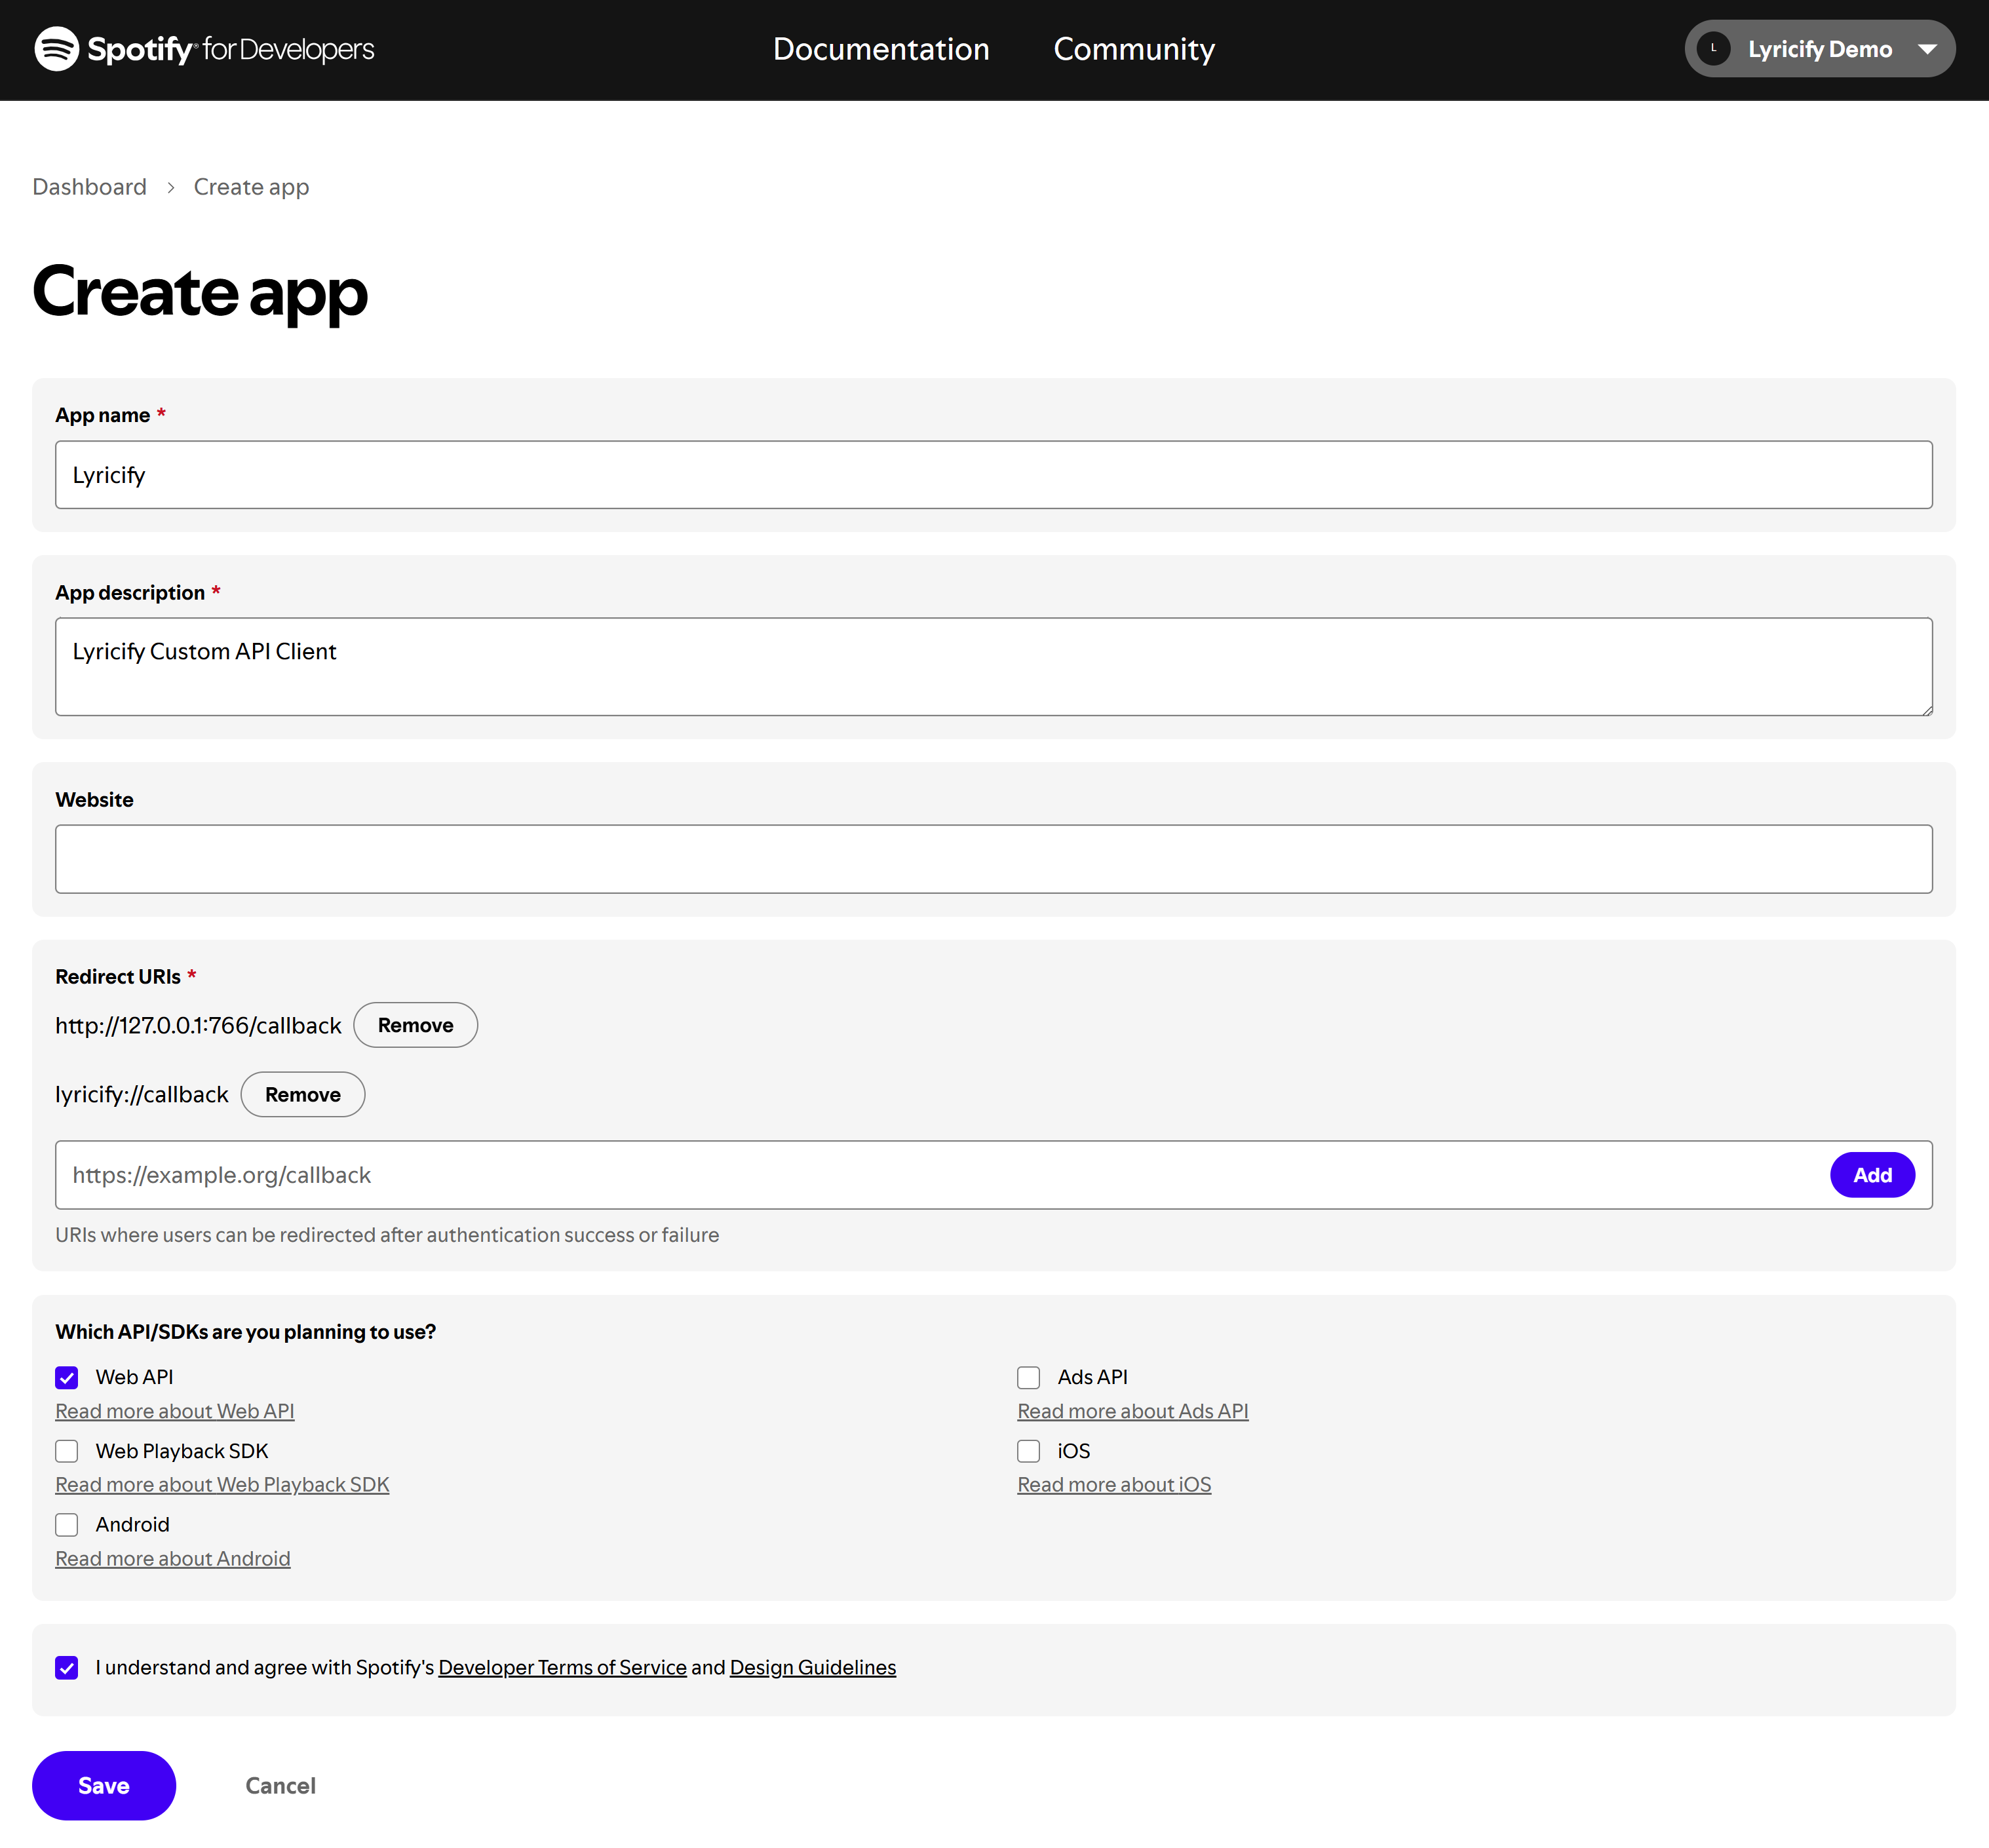 Spotify for Developers
Documentation
Community
L
Lyricify Demo
Dashboard > Create app
Create app
App name *
Lyricify
App description *
Lyricify Custom API Client
Website
Redirect URIs *
http://127.0.0.1:766/callback Remove
lyricify://callback Remove
https://example.org/callback Add
URIs where users can be redirected after authentication success or failure
Which API/SDKs are you planning to use?
Web API
Read more about Web API
Web Playback SDK
Read more about Web Playback SDK
Android
Read more about Android
Ads API
Read more about Ads API
iOS
Read more about iOS
I understand and agree with Spotify's Developer Terms of Service and Design Guidelines
Save Cancel